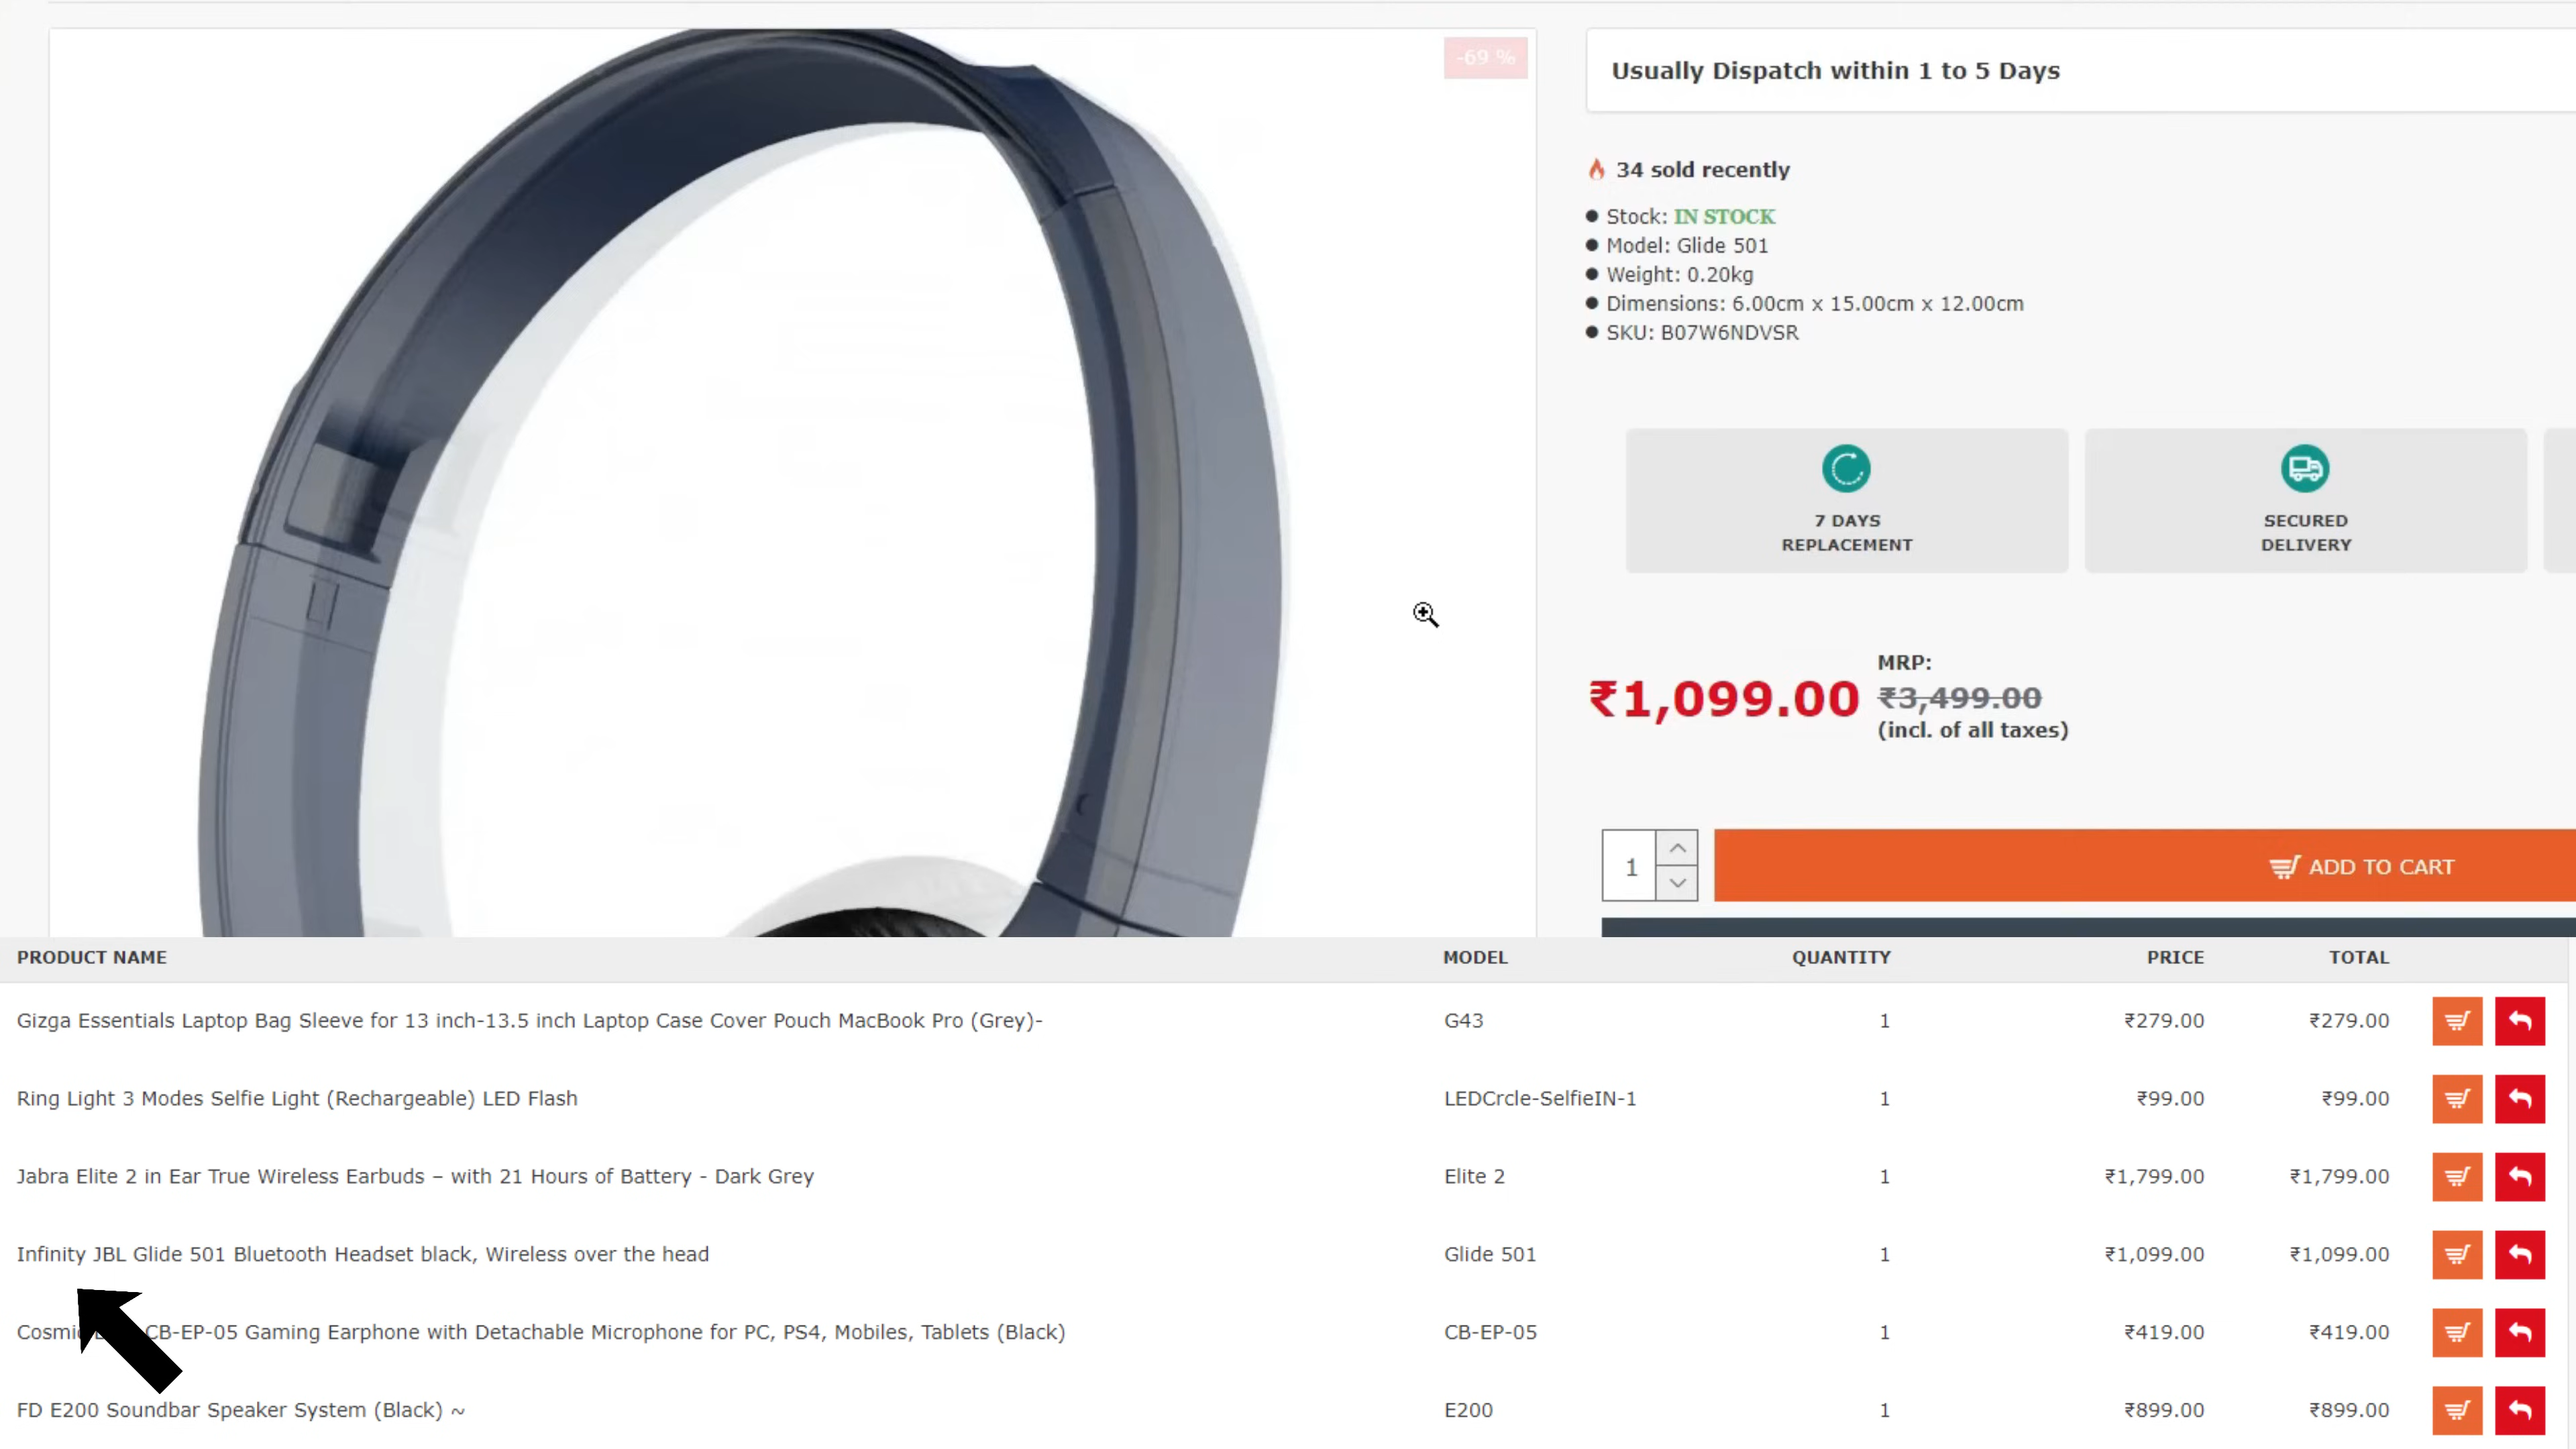 -69 %
Usually Dispatch within 1 to 5 Days
34 sold recently
Stock: IN STOCK
Model: Glide 501
Weight: 0.20kg
Dimensions: 6.00cm x 15.00cm x 12.00cm
SKU: B07W6NDVSR
7 DAYS
REPLACEMENT
SECURED
DELIVERY
MRP:
₹1,099.00 ₹3,499.00
(incl. of all taxes)
1 ADD TO CART
PRODUCT NAME MODEL QUANTITY PRICE TOTAL
Gizga Essentials Laptop Bag Sleeve for 13 inch-13.5 inch Laptop Case Cover Pouch MacBook Pro (Grey)- G43 1 ₹279.00 ₹279.00
Ring Light 3 Modes Selfie Light (Rechargeable) LED Flash LEDCrcle-SelfieIN-1 1 ₹99.00 ₹99.00
Jabra Elite 2 in Ear True Wireless Earbuds – with 21 Hours of Battery - Dark Grey Elite 2 1 ₹1,799.00 ₹1,799.00
Infinity JBL Glide 501 Bluetooth Headset black, Wireless over the head Glide 501 1 ₹1,099.00 ₹1,099.00
CB-EP-05 Gaming Earphone with Detachable Microphone for PC, PS4, Mobiles, Tablets (Black) CB-EP-05 1 ₹419.00 ₹419.00
FD E200 Soundbar Speaker System (Black) ~ E200 1 ₹899.00 ₹899.00